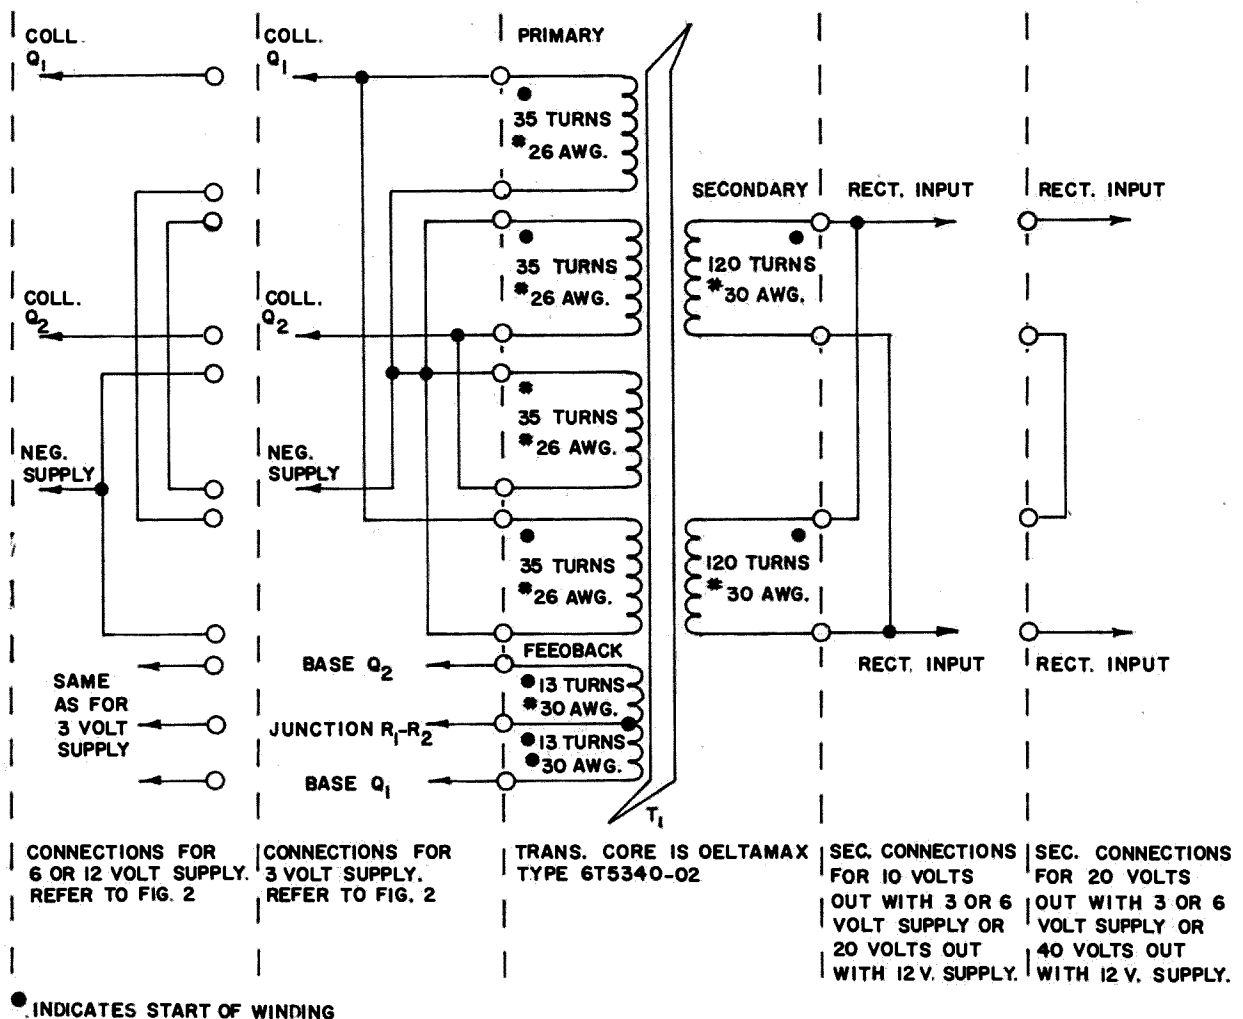 COLL.
Q1
COLL.
Q1
PRIMARY
35 TURNS
#26 AWG.
SECONDARY
RECT. INPUT
RECT. INPUT
35 TURNS
#26 AWG.
120 TURNS
#30 AWG.
COLL.
Q2
COLL.
Q2
35 TURNS
#26 AWG.
NEG.
SUPPLY
NEG.
SUPPLY
35 TURNS
#26 AWG.
120 TURNS
#30 AWG.
FEEOBACK
BASE Q2
RECT. INPUT
RECT. INPUT
13 TURNS
#30 AWG.
SAME
AS FOR
3 VOLT
SUPPLY
JUNCTION R1-R2
13 TURNS
30 AWG.
BASE Q1
T1
CONNECTIONS FOR
6 OR 12 VOLT SUPPLY.
REFER TO FIG. 2
CONNECTIONS FOR
3 VOLT SUPPLY.
REFER TO FIG. 2
TRANS. CORE IS OELTAMAX
TYPE 6T5340-02
SEC. CONNECTIONS
FOR 10 VOLTS
OUT WITH 3 OR 6
VOLT SUPPLY OR
20 VOLTS OUT
WITH 12 V. SUPPLY.
SEC. CONNECTIONS
FOR 20 VOLTS
OUT WITH 3 OR 6
VOLT SUPPLY OR
40 VOLTS OUT
WITH 12 V. SUPPLY.
● INDICATES START OF WINDING